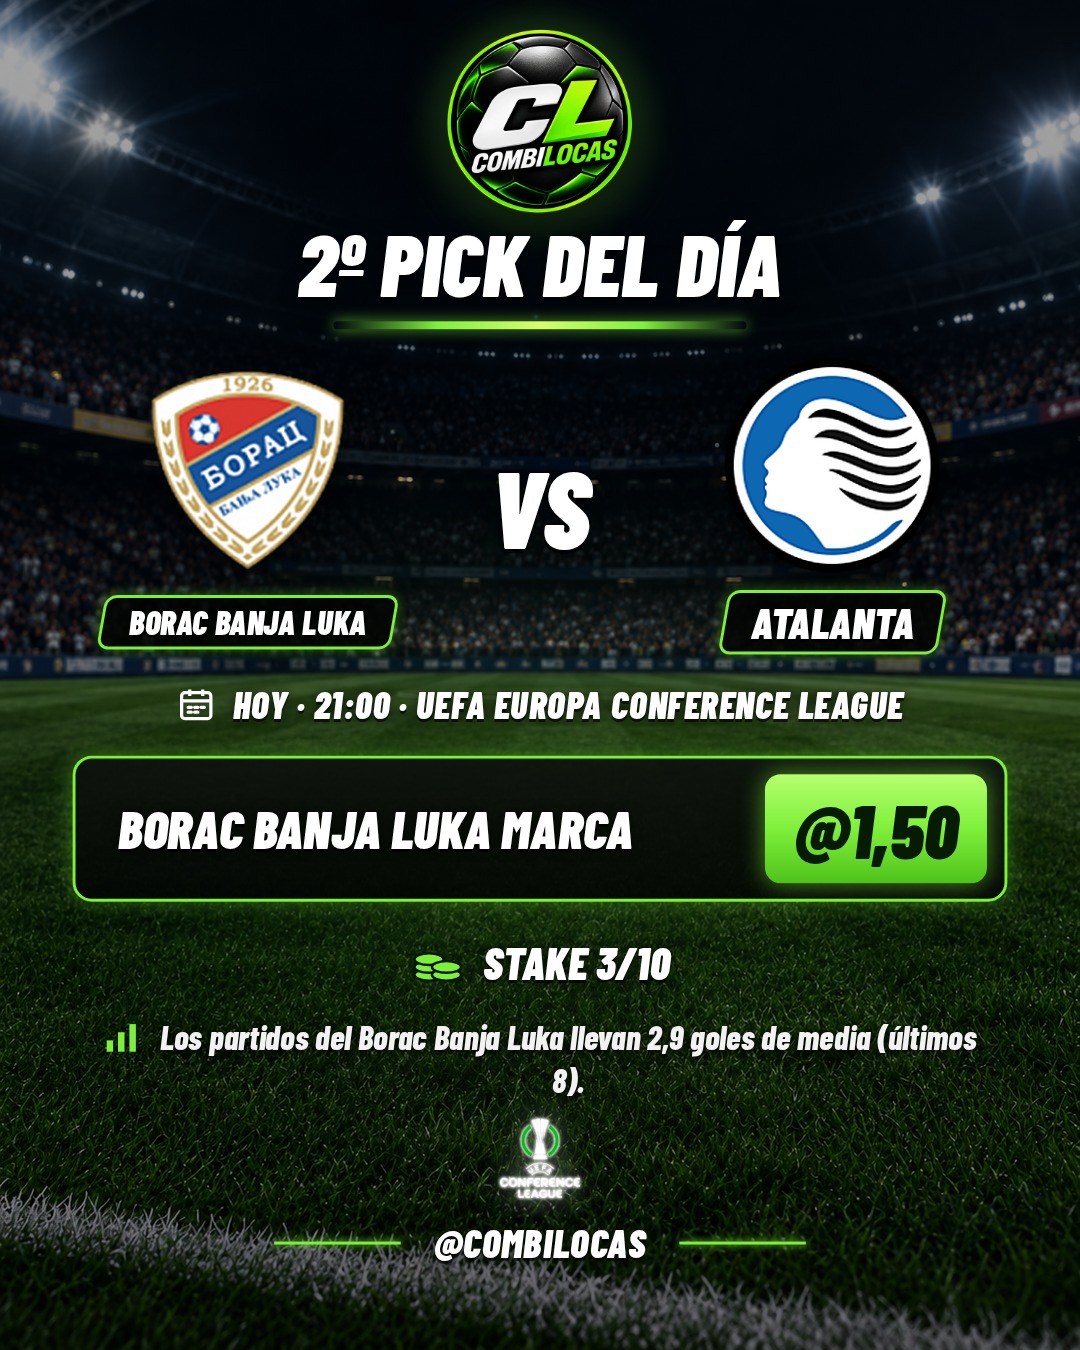 CL
COMBILOCAS
2º PICK DEL DÍA
1926
БОРАЦ
БАЊА ЛУКА
VS
BORAC BANJA LUKA
ATALANTA
HOY · 21:00 · UEFA EUROPA CONFERENCE LEAGUE
BORAC BANJA LUKA MARCA
@1,50
STAKE 3/10
Los partidos del Borac Banja Luka llevan 2,9 goles de media (últimos
8).
UEFA
CONFERENCE
LEAGUE
@COMBILOCAS